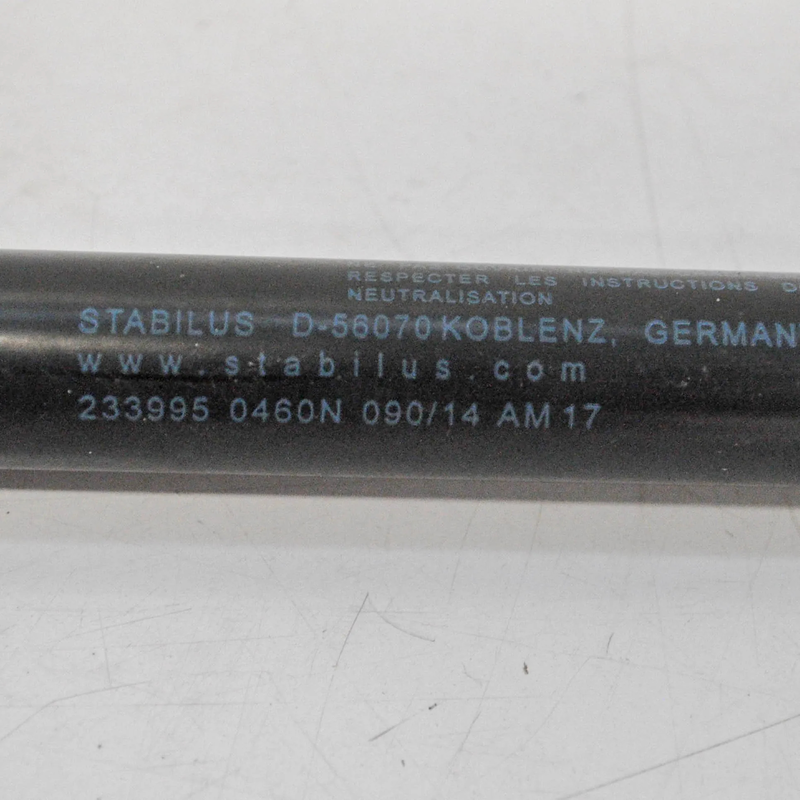 RESPECTER LES INSTRUCTIONS D
NEUTRALISATION
STABILUS D-56070 KOBLENZ, GERMAN
www.stabilus.com
233995 0460N 090/14 AM 17